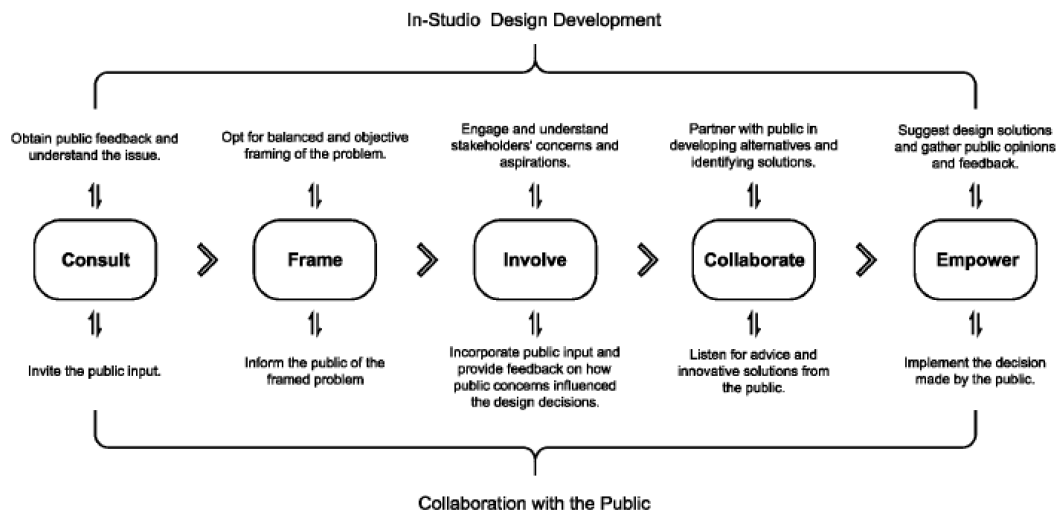 In-Studio  Design Development
Obtain public feedback and
understand the issue.
Opt for balanced and objective
framing of the problem.
Engage and understand
stakeholders' concerns and
aspirations.
Partner with public in
developing alternatives and
identifying solutions.
Suggest design solutions
and gather public opinions
and feedback.
Consult
Frame
Involve
Collaborate
Empower
Invite the public input.
Inform the public of the
framed problem
Incorporate public input and
provide feedback on how
public concerns influenced
the design decisions.
Listen for advice and
innovative solutions from
the public.
Implement the decision
made by the public.
Collaboration with the Public